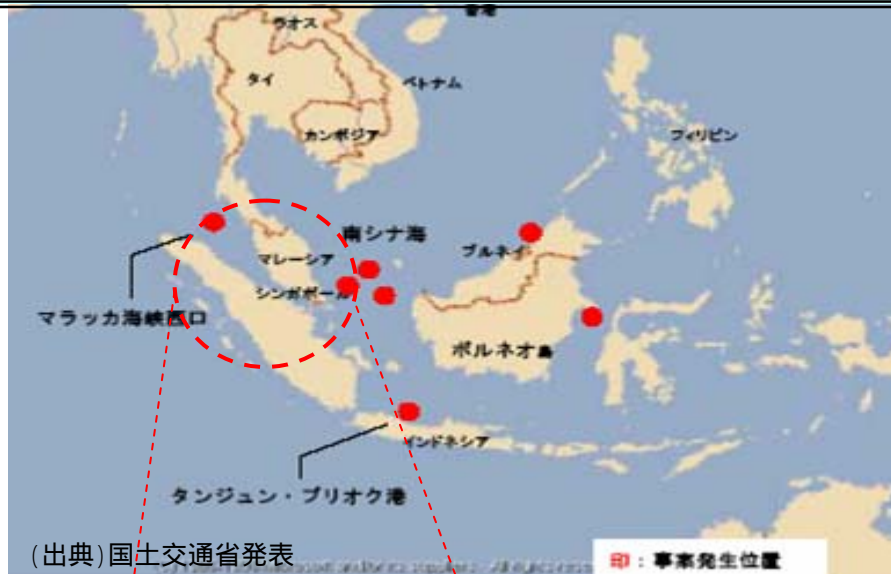 香港
ラオス
タイ
ベトナム
カンボジア
フィリピン
南シナ海
ブルネイ
マレーシア
シンガポール
マラッカ海峡西口
ボルネオ島
インドネシア
タンジュン・プリオク港
(出典)国土交通省発表
印：事案発生位置